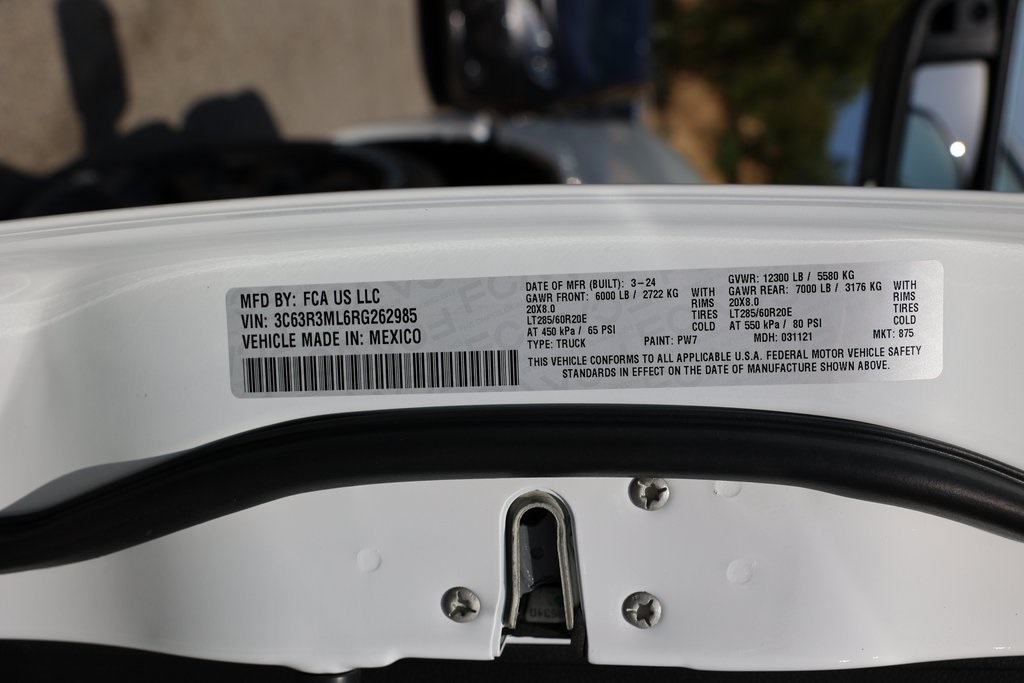 MFD BY: FCA US LLC
VIN: 3C63R3ML6RG262985
VEHICLE MADE IN: MEXICO
DATE OF MFR (BUILT): 3-24
GAWR FRONT: 6000 LB / 2722 KG WITH
20X8.0 RIMS
LT285/60R20E TIRES
AT 450 kPa / 65 PSI COLD
TYPE: TRUCK PAINT: PW7
GVWR: 12300 LB / 5580 KG
GAWR REAR: 7000 LB / 3176 KG WITH
20X8.0 RIMS
LT285/60R20E TIRES
AT 550 kPa / 80 PSI COLD
MDH: 031121 MKT: 875
THIS VEHICLE CONFORMS TO ALL APPLICABLE U.S.A. FEDERAL MOTOR VEHICLE SAFETY
STANDARDS IN EFFECT ON THE DATE OF MANUFACTURE SHOWN ABOVE.